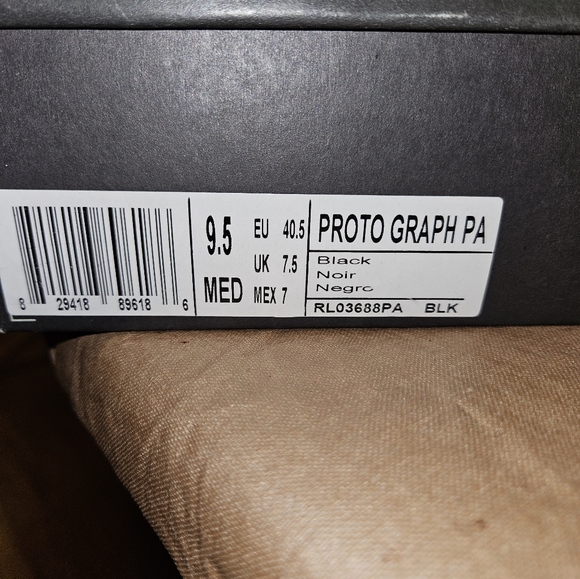 8 29418 89618 6
9.5 EU 40.5
UK 7.5
MED MEX 7
PROTO GRAPH PA
Black
Noir
Negro
RL03688PA BLK